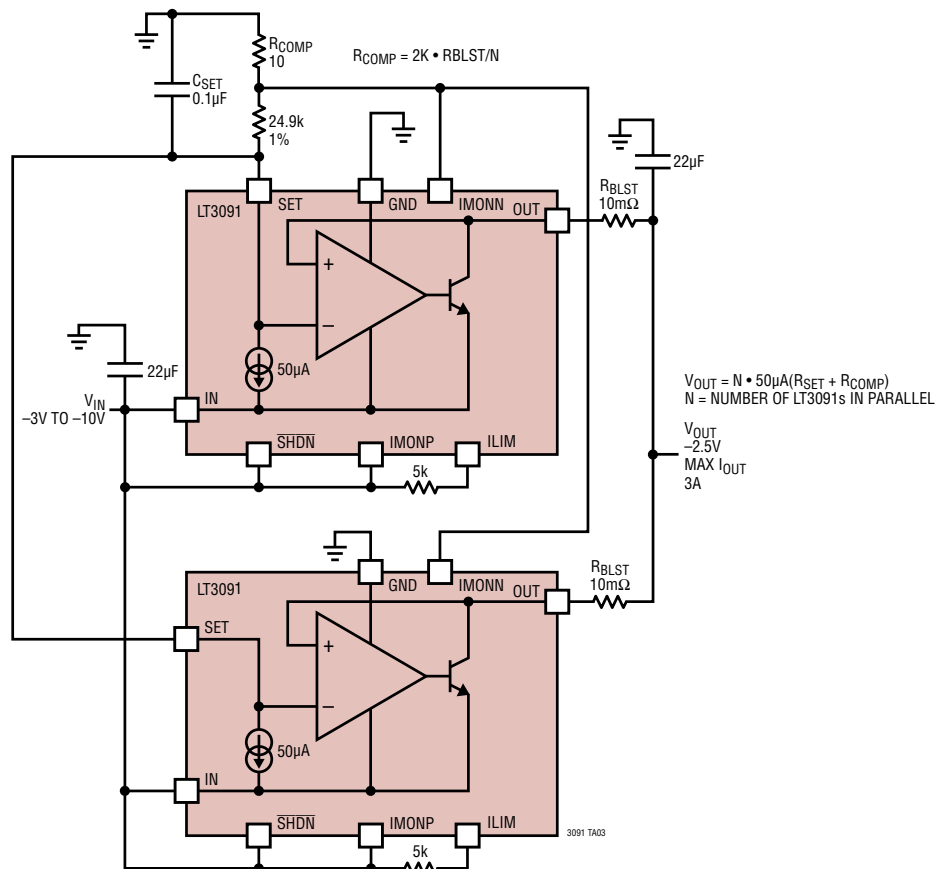 RCOMP
10
RCOMP = 2K • RBLST/N
CSET
0.1µF
24.9k
1%
22µF
RBLST
10mΩ
LT3091
SET
GND
IMONN
OUT
+
–
50µA
22µF
VIN
–3V TO –10V
IN
SHDN
IMONP
ILIM
5k
VOUT = N • 50µA(RSET + RCOMP)
N = NUMBER OF LT3091s IN PARALLEL
VOUT
–2.5V
MAX IOUT
3A
LT3091
GND
IMONN
OUT
RBLST
10mΩ
SET
+
–
50µA
IN
SHDN
IMONP
ILIM
5k
3091 TA03